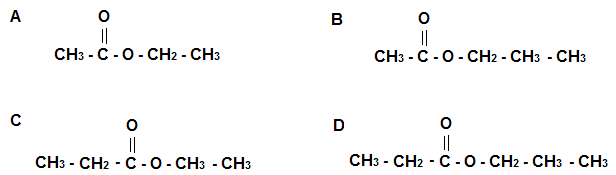 A
O
||
CH3 - C - O - CH2 - CH3
B
O
||
CH3 - C - O - CH2 - CH3 - CH3
C
O
||
CH3 - CH2 - C - O - CH3 - CH3
D
O
||
CH3 - CH2 - C - O - CH2 - CH3 - CH3